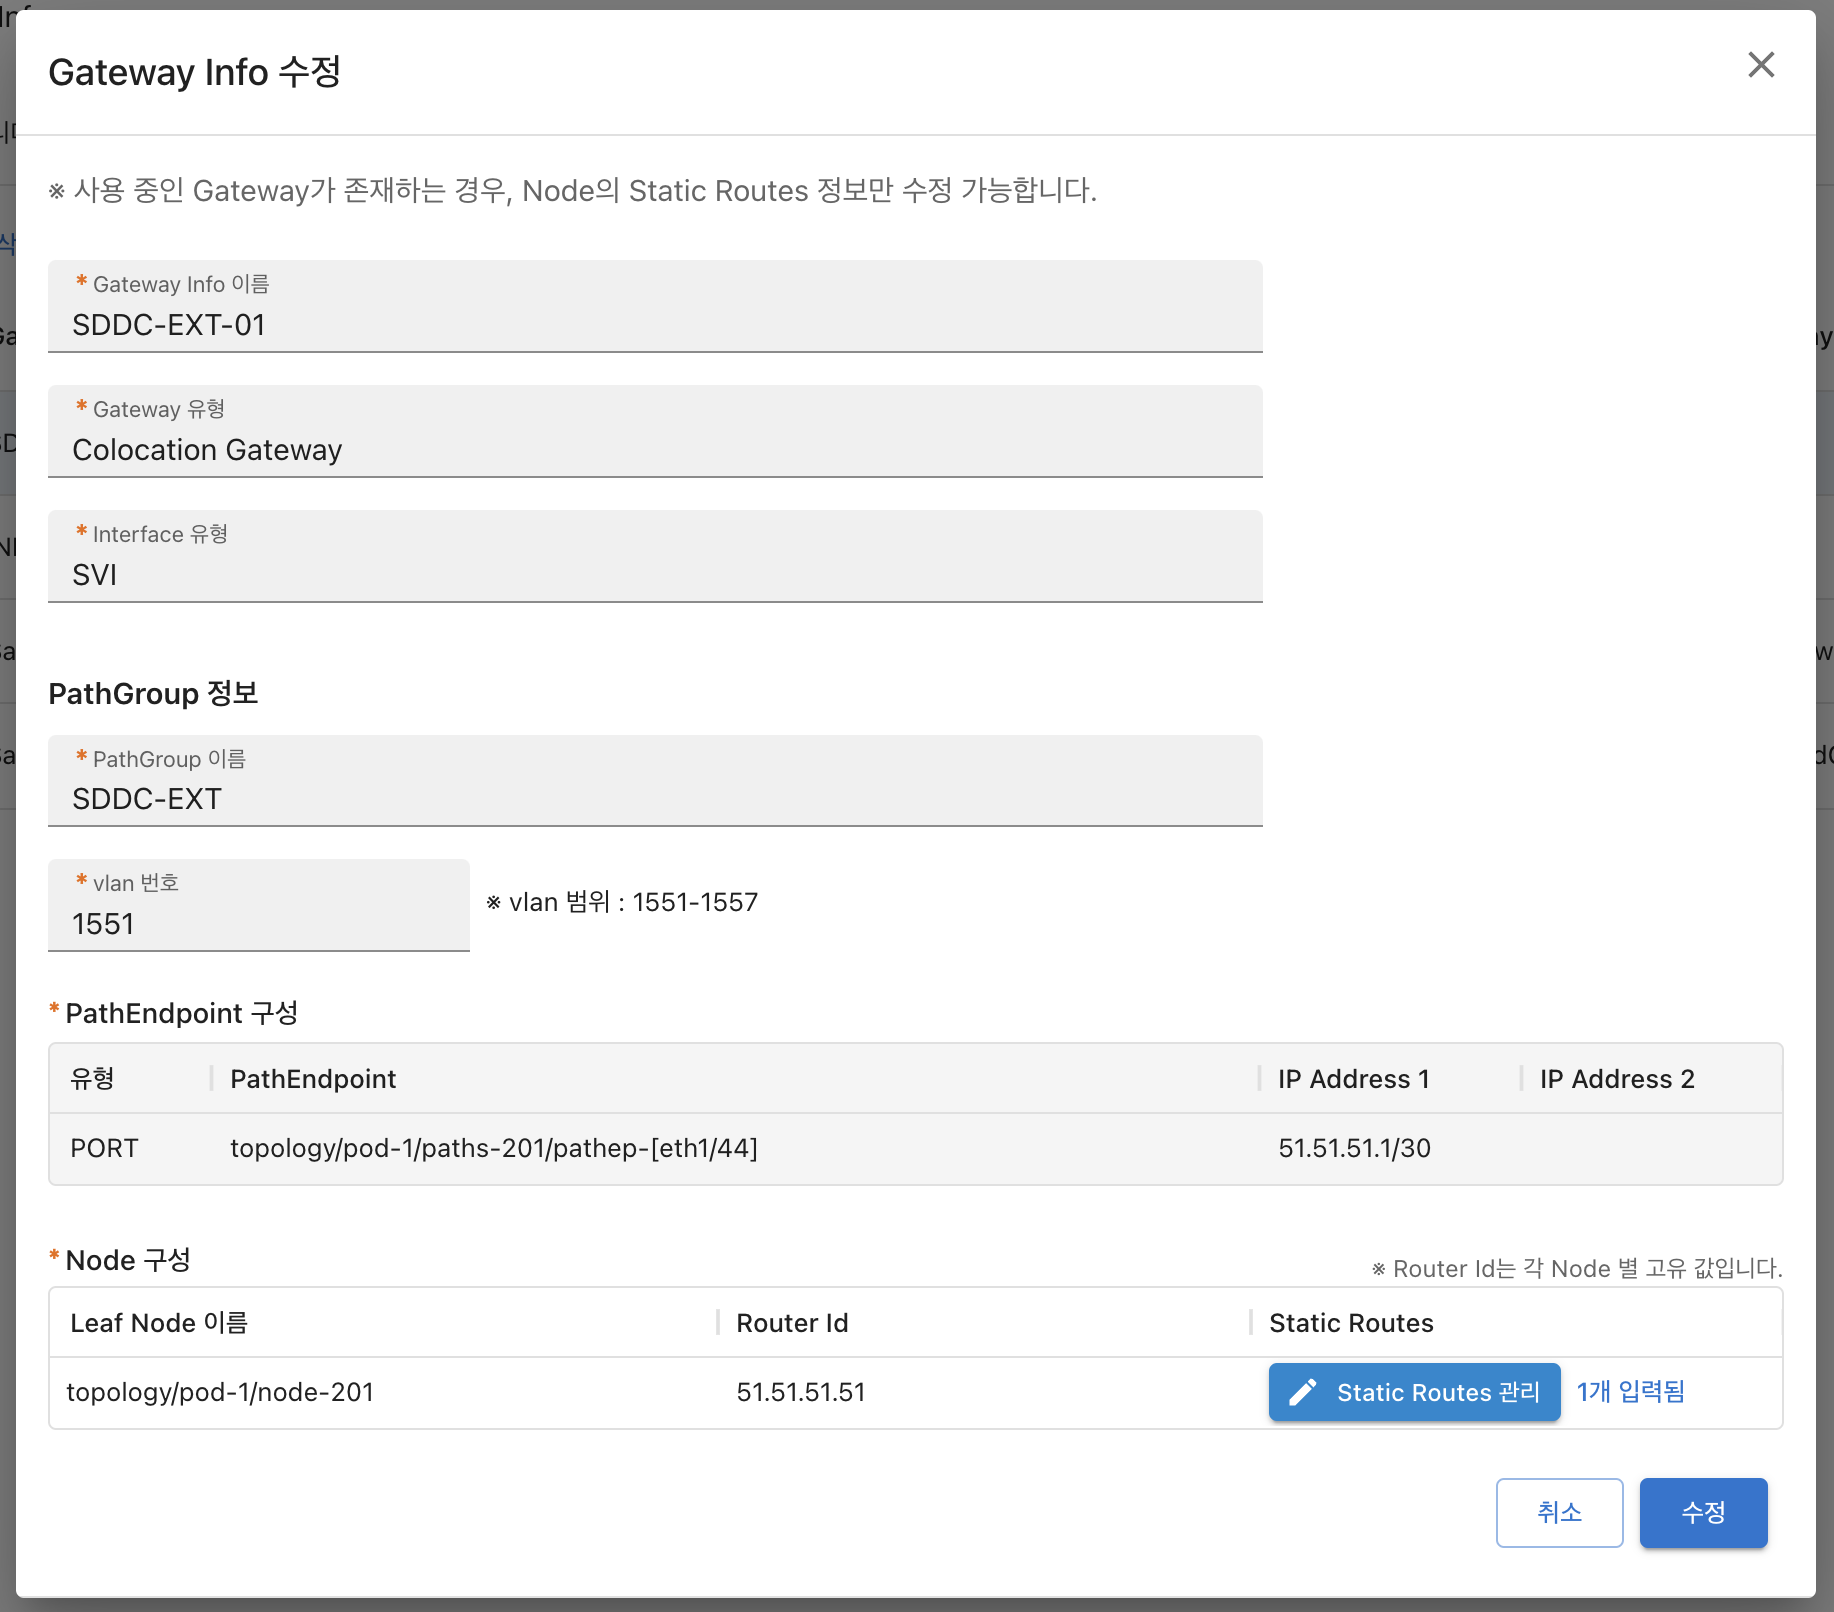 Gateway Info 수정
※ 사용 중인 Gateway가 존재하는 경우, Node의 Static Routes 정보만 수정 가능합니다.
* Gateway Info 이름
SDDC-EXT-01
* Gateway 유형
Colocation Gateway
* Interface 유형
SVI
PathGroup 정보
* PathGroup 이름
SDDC-EXT
* vlan 번호
1551
※ vlan 범위 : 1551-1557
* PathEndpoint 구성
유형 PathEndpoint IP Address 1 IP Address 2
PORT topology/pod-1/paths-201/pathep-[eth1/44] 51.51.51.1/30
* Node 구성
※ Router Id는 각 Node 별 고유 값입니다.
Leaf Node 이름 Router Id Static Routes
topology/pod-1/node-201 51.51.51.51 Static Routes 관리 1개 입력됨
취소 수정